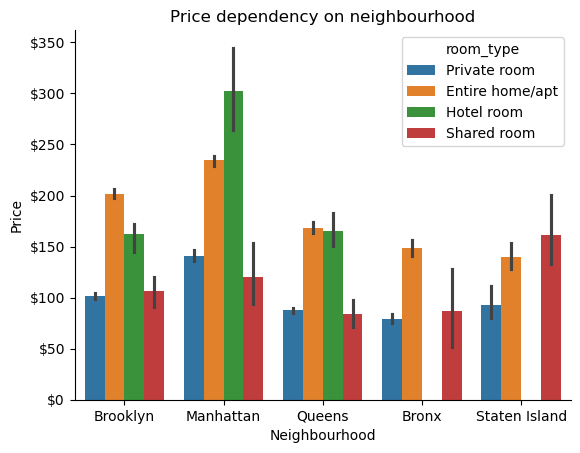 Price dependency on neighbourhood
$350
$300
$250
$200
$150
$100
$50
$0
Price
room_type
Private room
Entire home/apt
Hotel room
Shared room
Brooklyn
Manhattan
Queens
Bronx
Staten Island
Neighbourhood